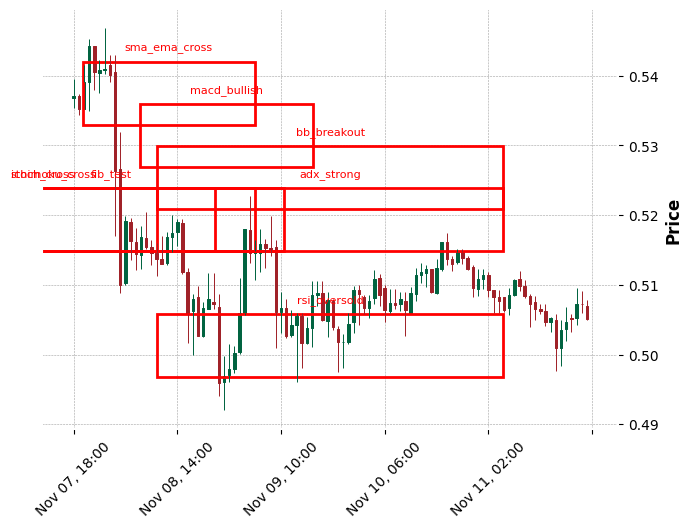 sma_ema_cross
macd_bullish
bb_breakout
fib_test
adx_strong
rsi_oversold
0.54
0.53
0.52
0.51
0.50
0.49
Price
Nov 07, 18:00
Nov 08, 14:00
Nov 09, 10:00
Nov 10, 06:00
Nov 11, 02:00